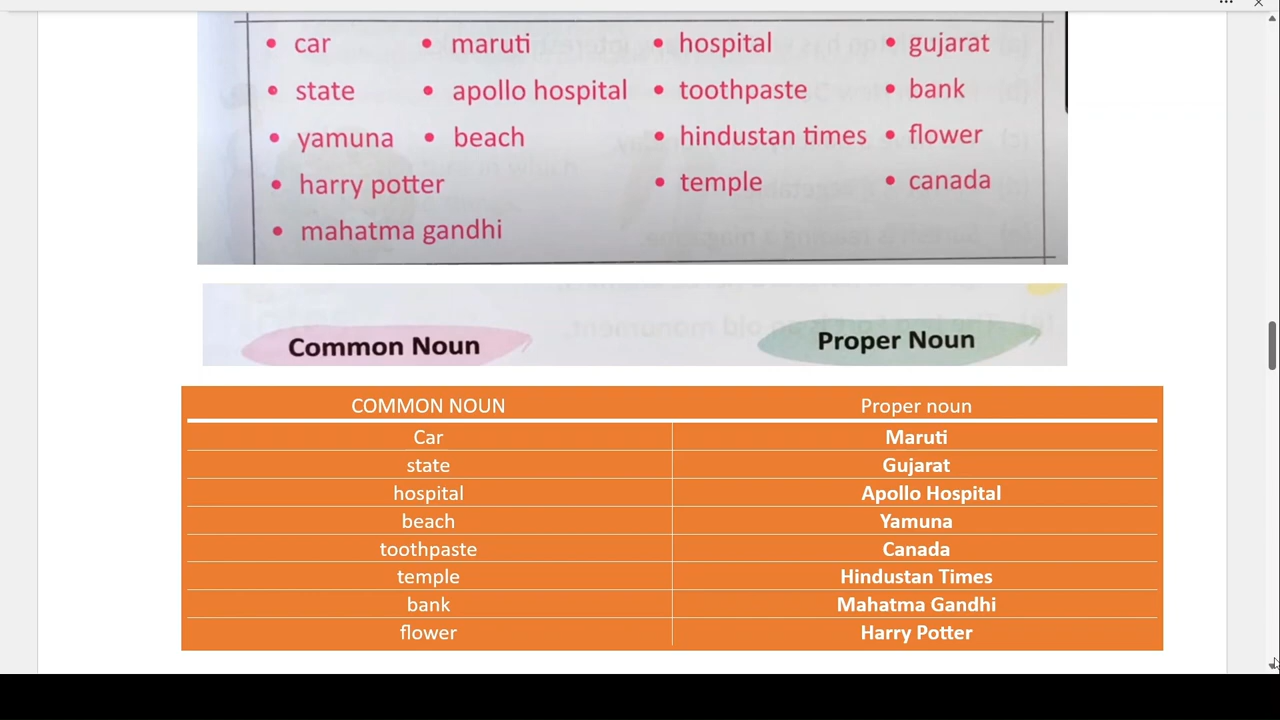 • car • maruti • hospital • gujarat
• state • apollo hospital • toothpaste • bank
• yamuna • beach • hindustan times • flower
• harry potter • temple • canada
• mahatma gandhi
Common Noun Proper Noun
COMMON NOUN Proper noun
Car Maruti
state Gujarat
hospital Apollo Hospital
beach Yamuna
toothpaste Canada
temple Hindustan Times
bank Mahatma Gandhi
flower Harry Potter